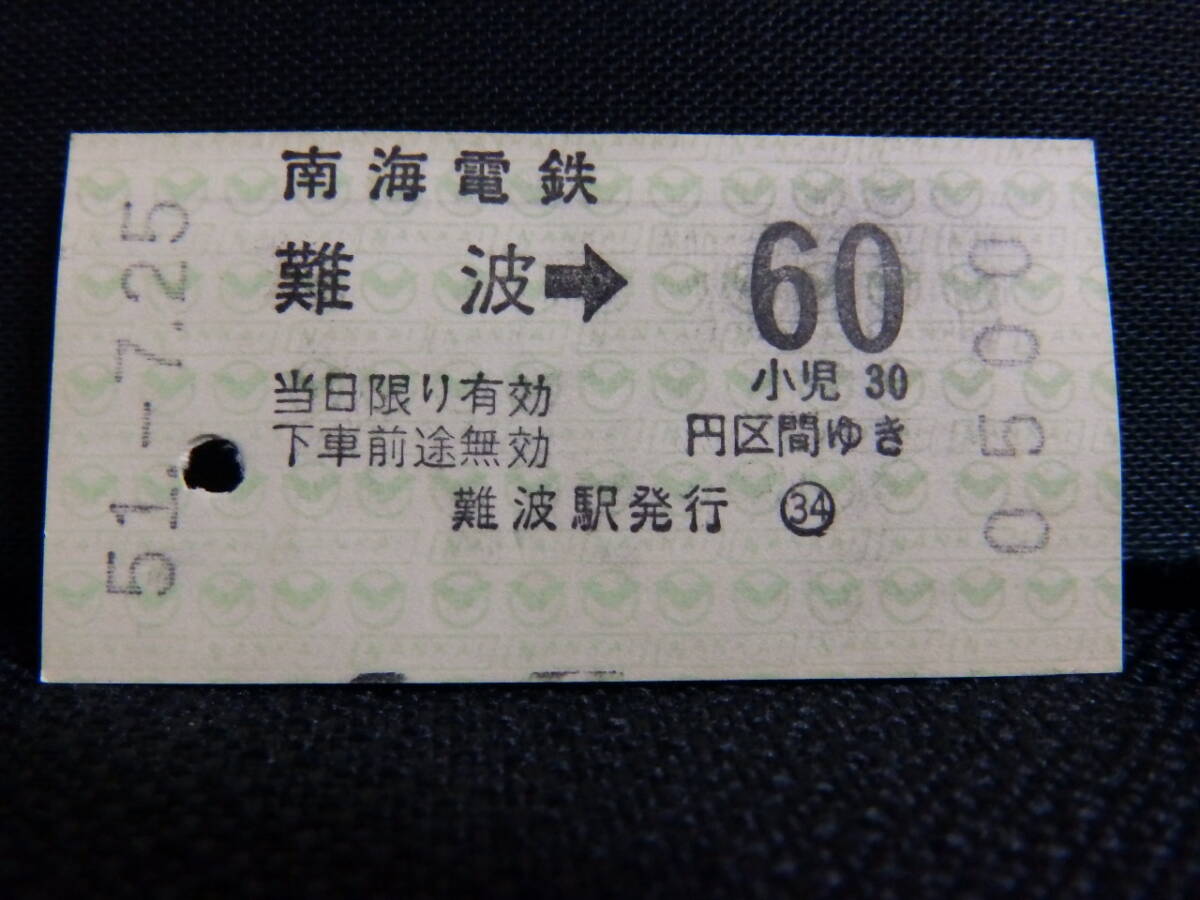 南海電鉄
難波➡60
小児 30
当日限り有効
円区間ゆき
下車前途無効
難波駅発行 ㉞
51.-7.25
0500